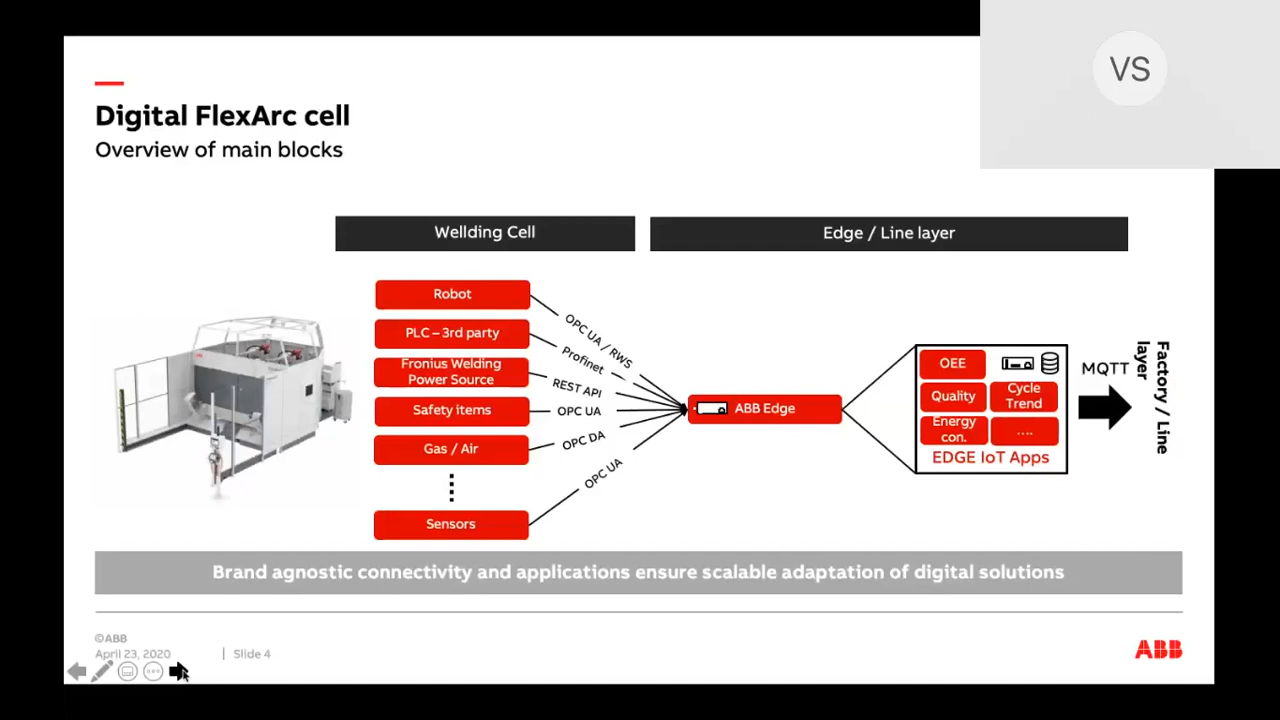 VS
Digital FlexArc cell
Overview of main blocks
Wellding Cell
Edge / Line layer
Robot
PLC – 3rd party
Fronius Welding
Power Source
Safety items
Gas / Air
Sensors
OPC UA / RWS
Profinet
REST API
OPC UA
OPC DA
OPC UA
ABB Edge
OEE
Quality
Cycle
Trend
Energy
con.
....
EDGE IoT Apps
MQTT
Factory / Line
layer
Brand agnostic connectivity and applications ensure scalable adaptation of digital solutions
©ABB
April 23, 2020
Slide 4
ABB